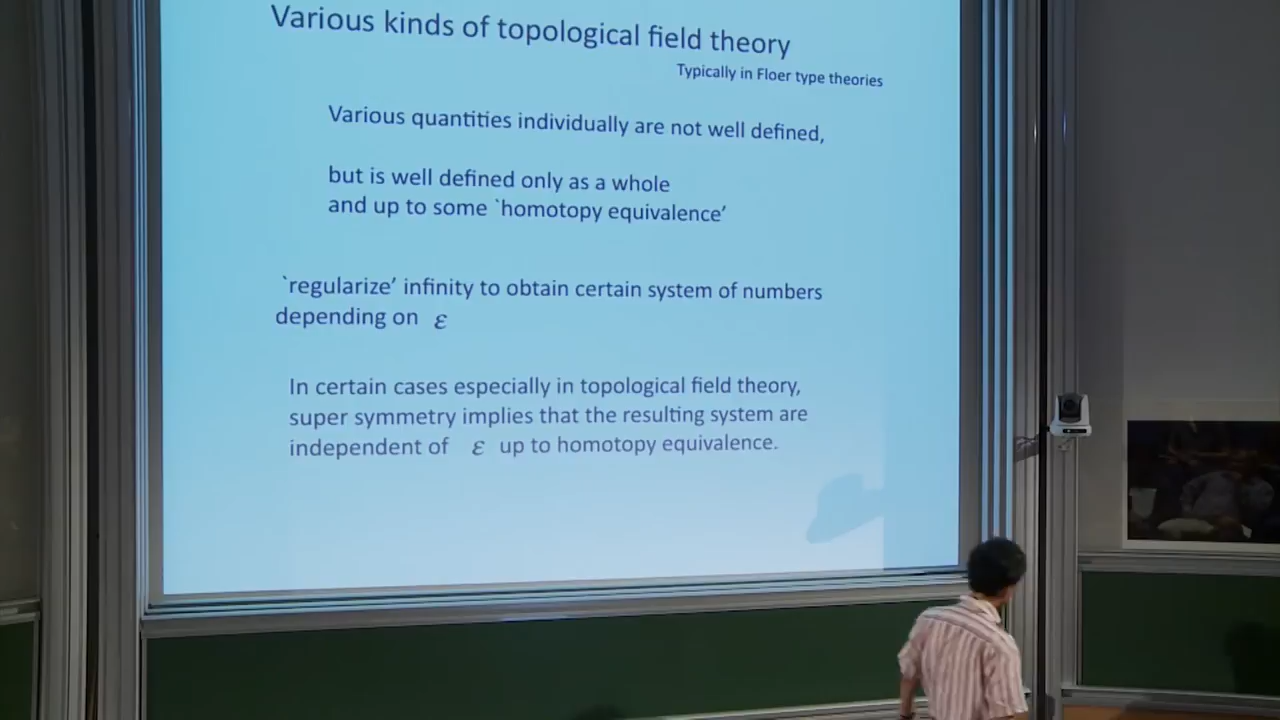 Various kinds of topological field theory
Typically in Floer type theories
Various quantities individually are not well defined,
but is well defined only as a whole
and up to some `homotopy equivalence’
`regularize’ infinity to obtain certain system of numbers
depending on ε
In certain cases especially in topological field theory,
super symmetry implies that the resulting system are
independent of ε up to homotopy equivalence.